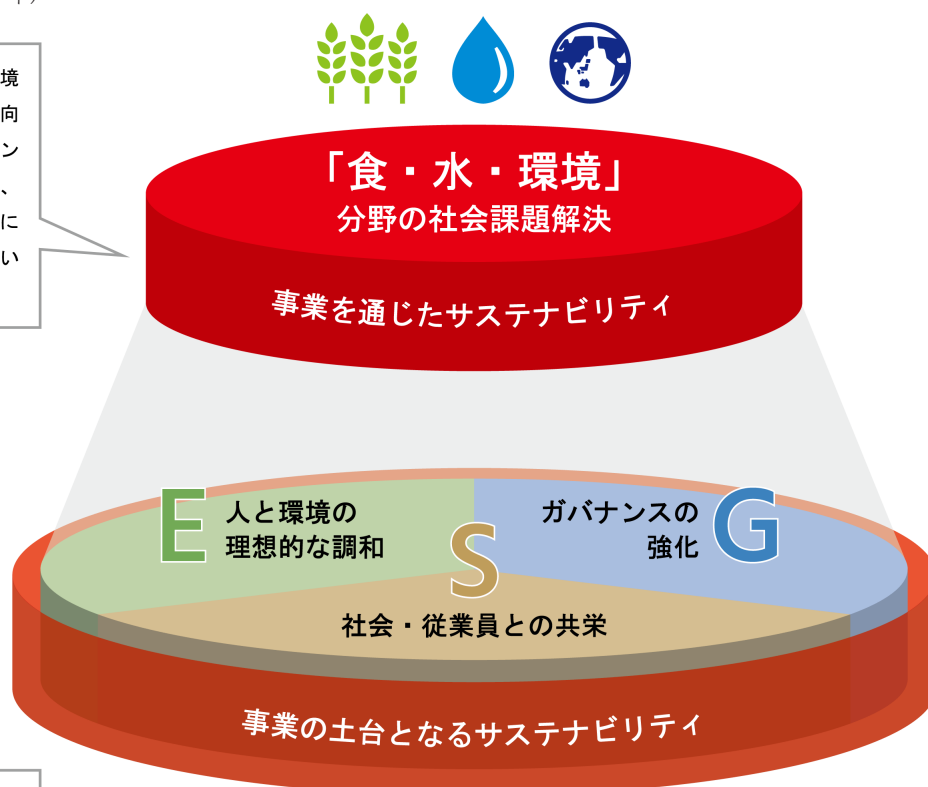 境
向
ン
、
に
い
「食・水・環境」
分野の社会課題解決
事業を通じたサステナビリティ
E
人と環境の
理想的な調和
S
ガバナンスの
強化
G
社会・従業員との共栄
事業の土台となるサステナビリティ